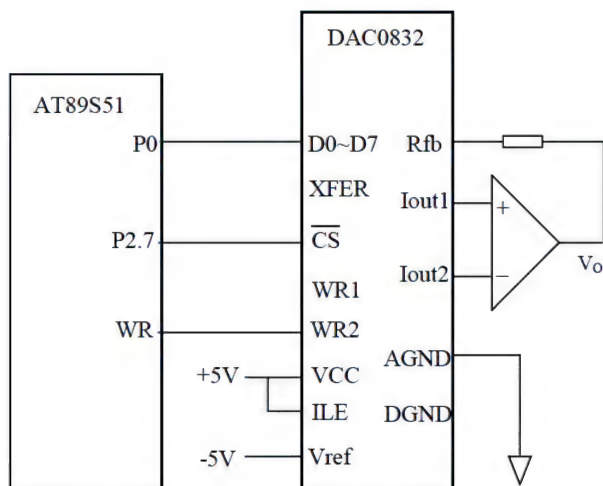 DAC0832
AT89S51
P0
D0~D7
Rfb
XFER
Iout1
+
P2.7
CS
Vo
WR1
Iout2
−
WR
WR2
+5V
VCC
AGND
ILE
DGND
-5V
Vref